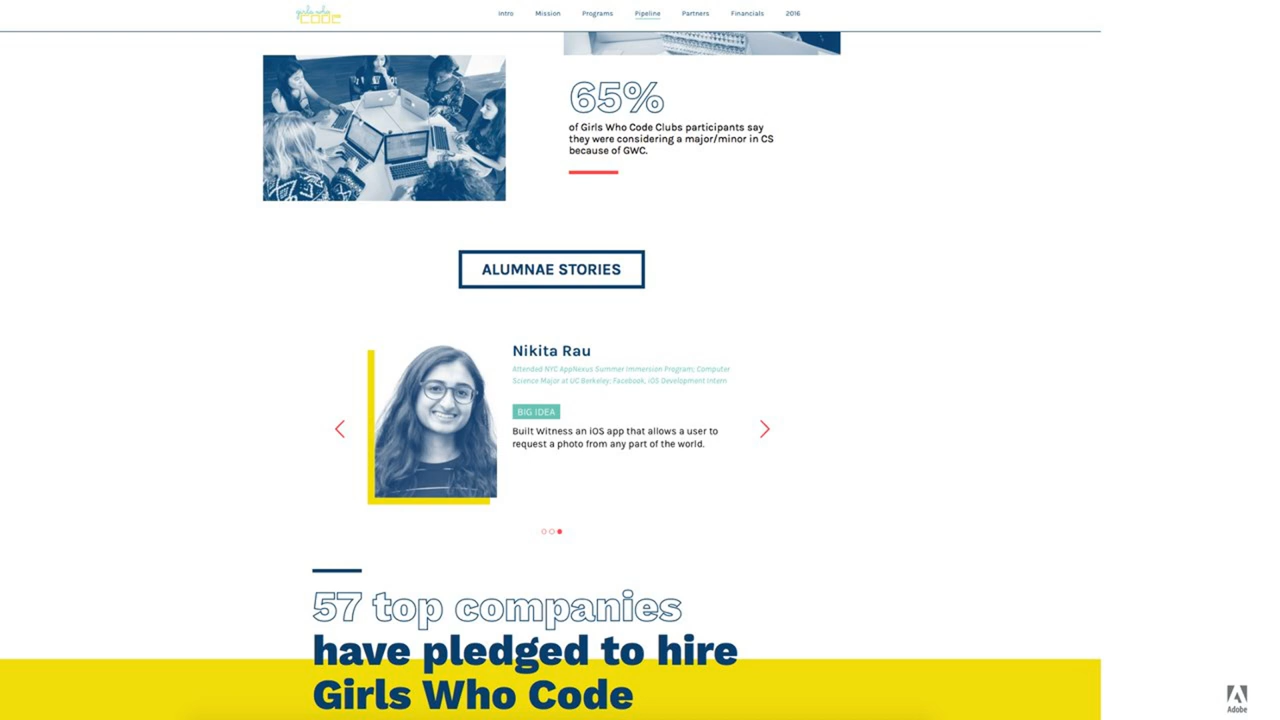 girls who
CODE
Intro Mission Programs Pipeline Partners Financials 2016
65%
of Girls Who Code Clubs participants say
they were considering a major/minor in CS
because of GWC.
ALUMNAE STORIES
Nikita Rau
Attended NYC AppNexus Summer Immersion Program; Computer
Science Major at UC Berkeley; Facebook, iOS Development Intern
BIG IDEA
Built Witness an iOS app that allows a user to
request a photo from any part of the world.
57 top companies
have pledged to hire
Girls Who Code
Adobe